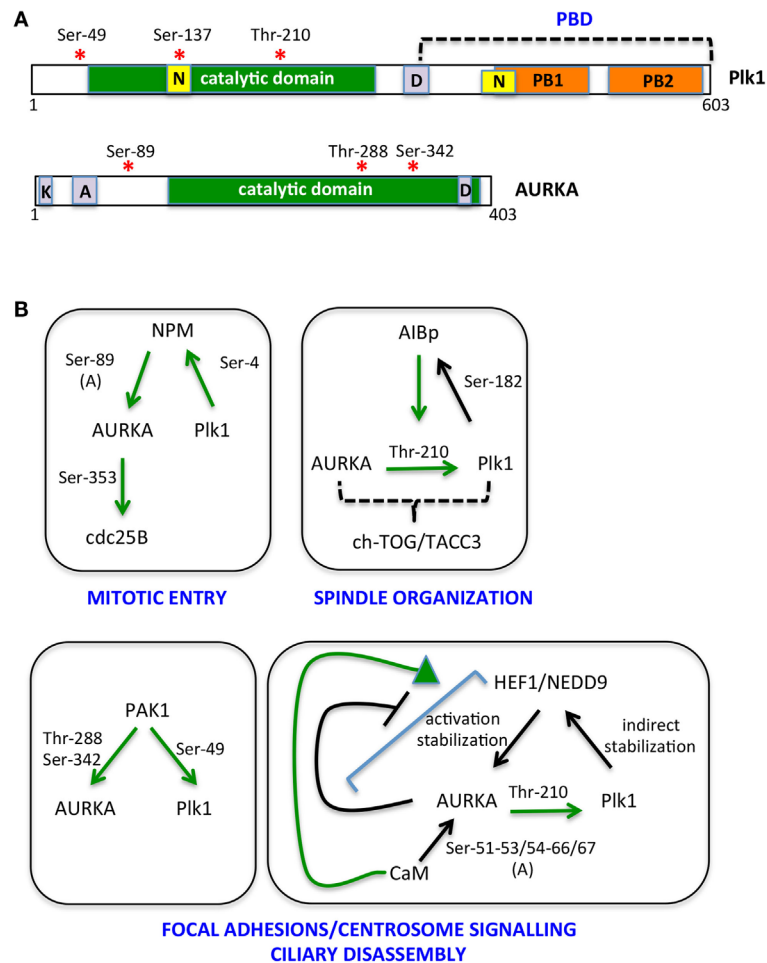 A
PBD
Ser-49 Ser-137 Thr-210
* * *
N catalytic domain D N PB1 PB2 Plk1
1 603
Ser-89 Thr-288 Ser-342
* * *
K A catalytic domain D AURKA
1 403
B
NPM
Ser-89
(A)
Ser-4
AURKA Plk1
Ser-353
cdc25B
MITOTIC ENTRY
AIBp
Ser-182
AURKA Thr-210 Plk1
ch-TOG/TACC3
SPINDLE ORGANIZATION
PAK1
Thr-288
Ser-342
Ser-49
AURKA Plk1
HEF1/NEDD9
activation
stabilization
indirect
stabilization
AURKA Thr-210 Plk1
Ser-51-53/54-66/67
(A)
CaM
FOCAL ADHESIONS/CENTROSOME SIGNALLING
CILIARY DISASSEMBLY